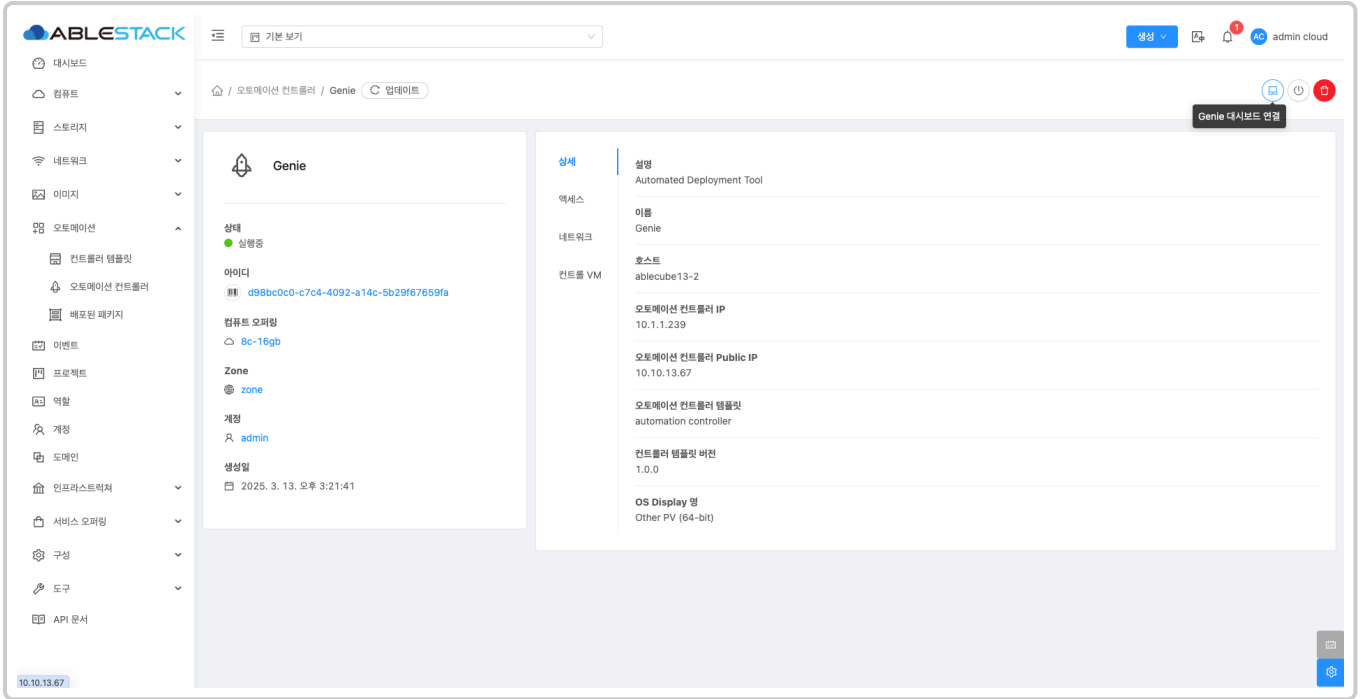 ABLESTACK
기본 보기
생성
1
AC
admin cloud
대시보드
컴퓨트
스토리지
네트워크
이미지
오토메이션
컨트롤러 템플릿
오토메이션 컨트롤러
배포된 패키지
이벤트
프로젝트
역할
계정
도메인
인프라스트럭쳐
서비스 오퍼링
구성
도구
API 문서
10.10.13.67
/ 오토메이션 컨트롤러 / Genie 업데이트
Genie 대시보드 연결
Genie
상태
실행중
아이디
d98bc0c0-c7c4-4092-a14c-5b29f67659fa
컴퓨트 오퍼링
8c-16gb
Zone
zone
계정
admin
생성일
2025. 3. 13. 오후 3:21:41
상세
액세스
네트워크
컨트롤 VM
설명
Automated Deployment Tool
이름
Genie
호스트
ablecube13-2
오토메이션 컨트롤러 IP
10.1.1.239
오토메이션 컨트롤러 Public IP
10.10.13.67
오토메이션 컨트롤러 템플릿
automation controller
컨트롤러 템플릿 버전
1.0.0
OS Display 명
Other PV (64-bit)